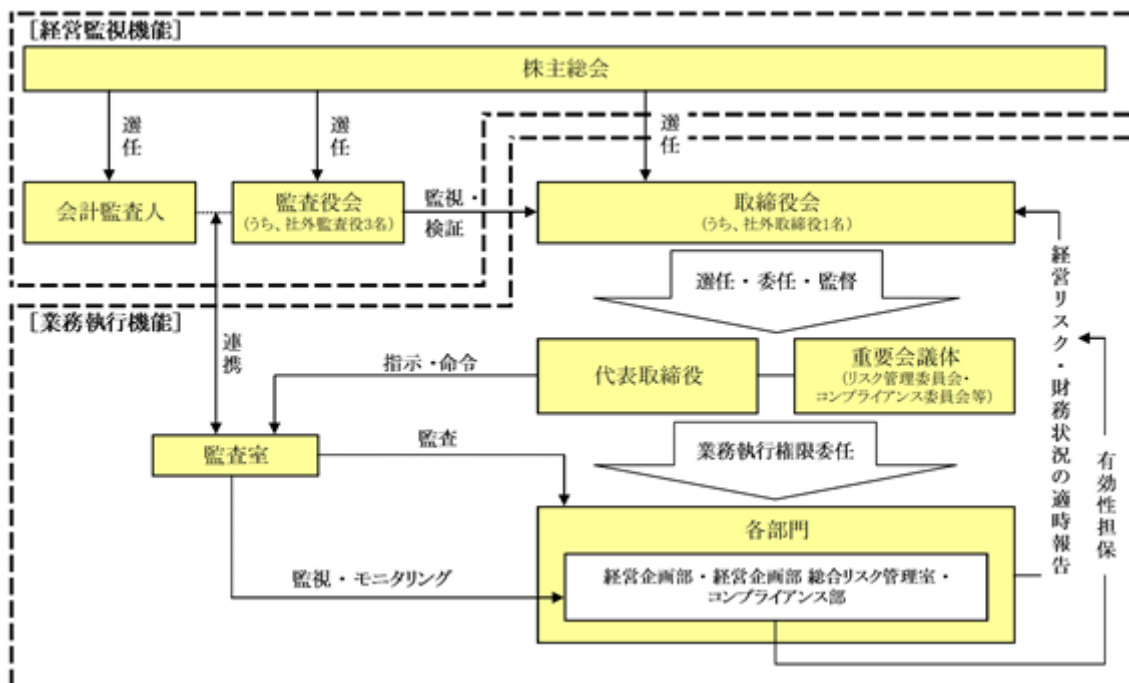 [経営監視機能]
株主総会
選任
選任
選任
会計監査人
監査役会
(うち、社外監査役3名)
監視・
検証
取締役会
(うち、社外取締役1名)
選任・委任・監督
[業務執行機能]
連携
指示・命令
代表取締役
重要会議体
(リスク管理委員会・
コンプライアンス委員会等)
経営リスク・財務状況の適時報告
有効性担保
監査室
監査
業務執行権限委任
各部門
経営企画部・経営企画部 総合リスク管理室・
コンプライアンス部
監視・モニタリング